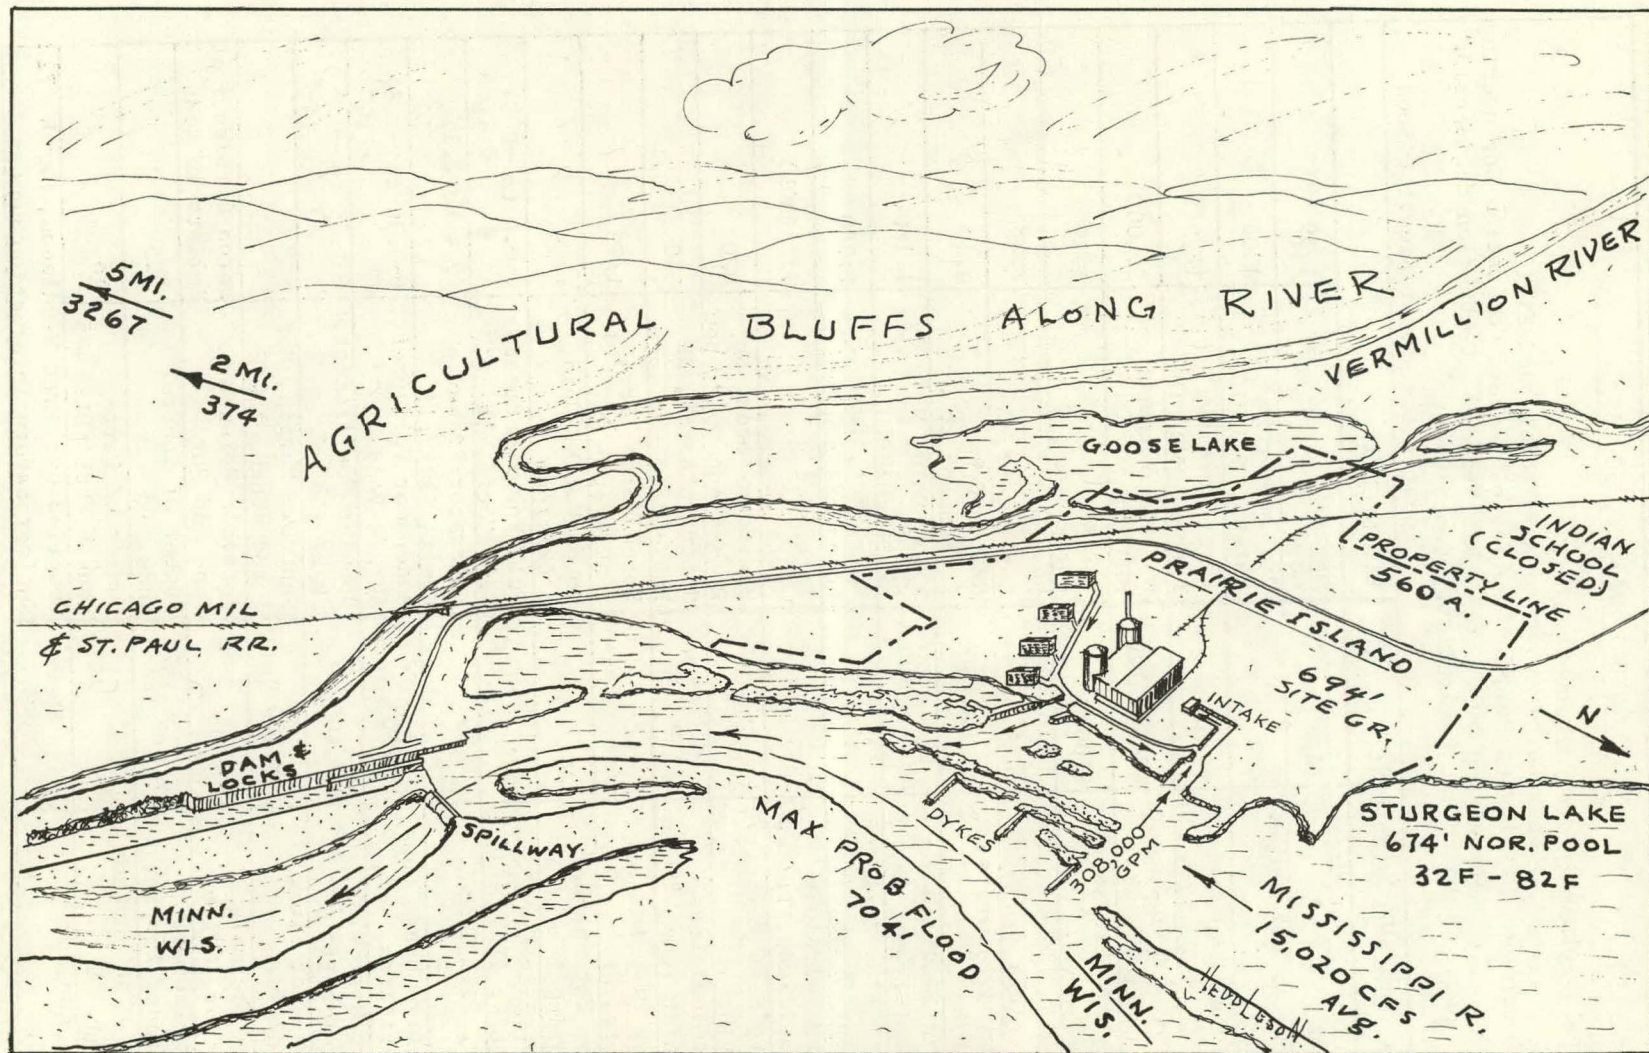 5 MI.
3267
2 MI.
374
AGRICULTURAL BLUFFS ALONG RIVER
VERMILLION RIVER
GOOSE LAKE
INDIAN
SCHOOL
(CLOSED)
PROPERTY LINE
560 A.
CHICAGO MIL
& ST. PAUL RR.
PRAIRIE ISLAND
694'
SITE GR.
INTAKE
N
DAM &
LOCKS
SPILLWAY
MINN.
WIS.
MAX PROB FLOOD
704'
DYKES
308,000
GPM
STURGEON LAKE
674' NOR. POOL
32F - 82F
MISSISSIPPI R.
15,020 CFS
AVG.
MINN.
WIS.
HEDDLESON